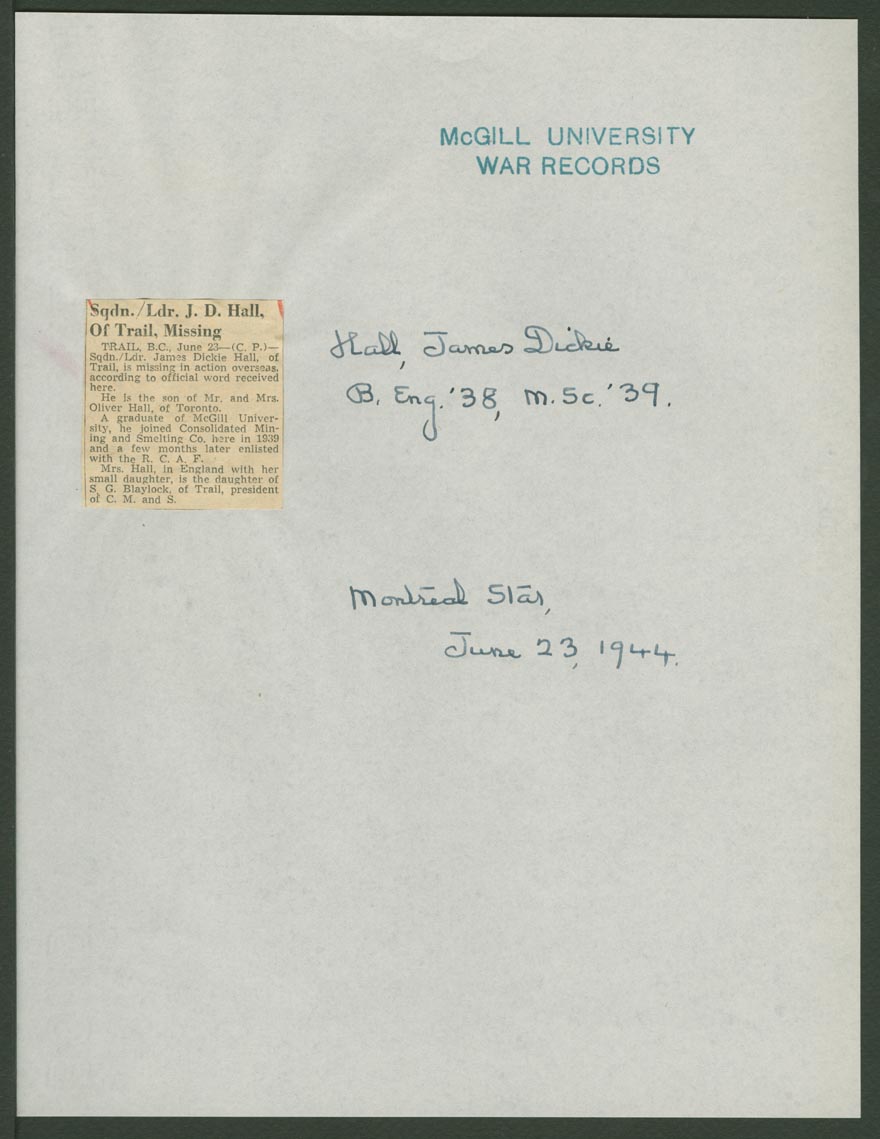 McGILL UNIVERSITY
WAR RECORDS
Sqdn./Ldr. J. D. Hall,
Of Trail, Missing
TRAIL, B.C., June 23—(C. P.)—
Sqdn./Ldr. James Dickie Hall, of
Trail, is missing in action overseas,
according to official word received
here.
He is the son of Mr. and Mrs.
Oliver Hall, of Toronto.
A graduate of McGill Univer-
sity, he joined Consolidated Min-
ing and Smelting Co. here in 1939
and a few months later enlisted
with the R. C. A. F.
Mrs. Hall, in England with her
small daughter, is the daughter of
S. G. Blaylock, of Trail, president
of C. M. and S.
Hall, James Dickie
B. Eng. '38, M. Sc. '39.
Montreal Star,
June 23, 1944.